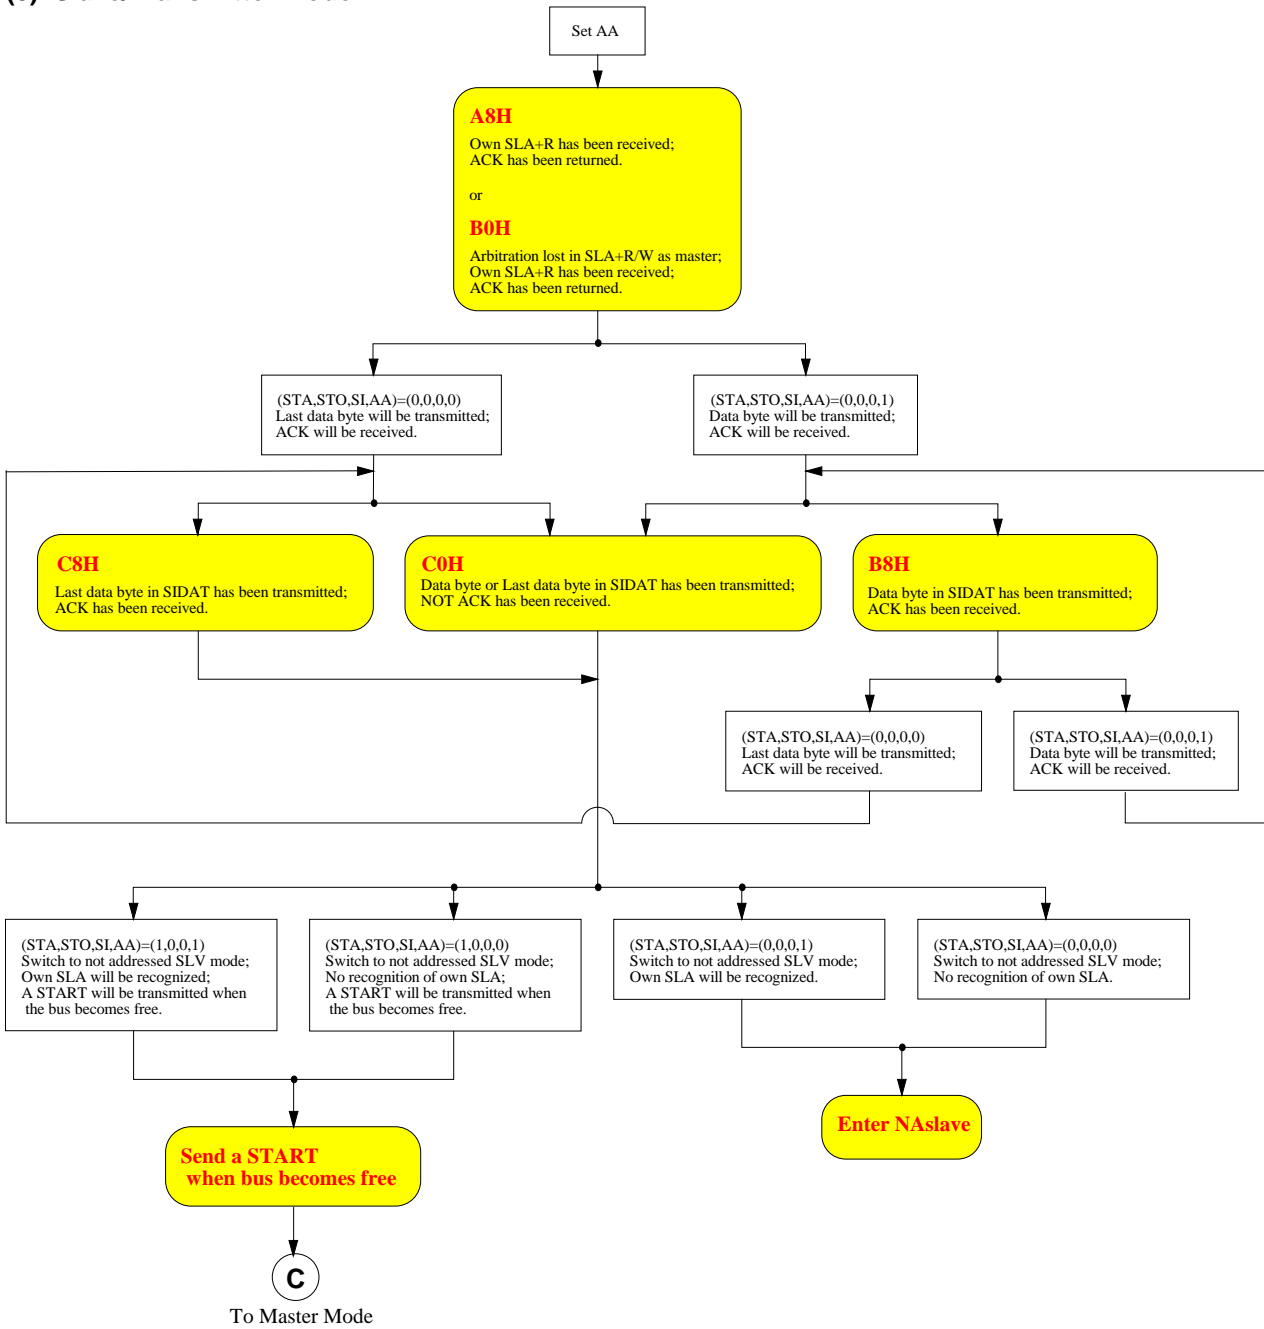 Set AA
A8H
Own SLA+R has been received;
ACK has been returned.
or
B0H
Arbitration lost in SLA+R/W as master;
Own SLA+R has been received;
ACK has been returned.
(STA,STO,SI,AA)=(0,0,0,0)
Last data byte will be transmitted;
ACK will be received.
(STA,STO,SI,AA)=(0,0,0,1)
Data byte will be transmitted;
ACK will be received.
C8H
Last data byte in SIDAT has been transmitted;
ACK has been received.
C0H
Data byte or Last data byte in SIDAT has been transmitted;
NOT ACK has been received.
B8H
Data byte in SIDAT has been transmitted;
ACK has been received.
(STA,STO,SI,AA)=(0,0,0,0)
Last data byte will be transmitted;
ACK will be received.
(STA,STO,SI,AA)=(0,0,0,1)
Data byte will be transmitted;
ACK will be received.
(STA,STO,SI,AA)=(1,0,0,1)
Switch to not addressed SLV mode;
Own SLA will be recognized;
A START will be transmitted when
the bus becomes free.
(STA,STO,SI,AA)=(1,0,0,0)
Switch to not addressed SLV mode;
No recognition of own SLA;
A START will be transmitted when
the bus becomes free.
(STA,STO,SI,AA)=(0,0,0,1)
Switch to not addressed SLV mode;
Own SLA will be recognized.
(STA,STO,SI,AA)=(0,0,0,0)
Switch to not addressed SLV mode;
No recognition of own SLA.
Send a START
when bus becomes free
Enter NAslave
C
To Master Mode